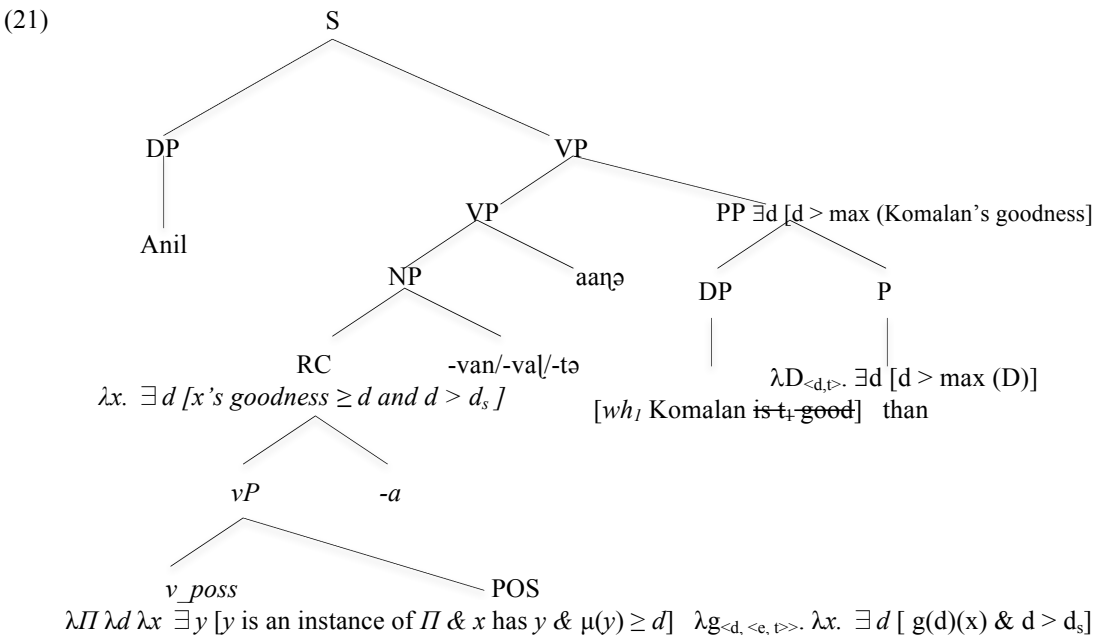 (21)
S
DP VP
Anil VP PP ∃d [d > max (Komalan’s goodness]
NP aaɳə DP P
RC -van/-vaɭ/-tə
λD<d,t>. ∃d [d > max (D)]
λx. ∃ d [x’s goodness ≥ d and d > ds ]
[wh1 Komalan is t1 good] than
vP -a
v_poss POS
λΠ λd λx ∃ y [y is an instance of Π & x has y & μ(y) ≥ d] λg<d, <e, t>>. λx. ∃ d [ g(d)(x) & d > ds]